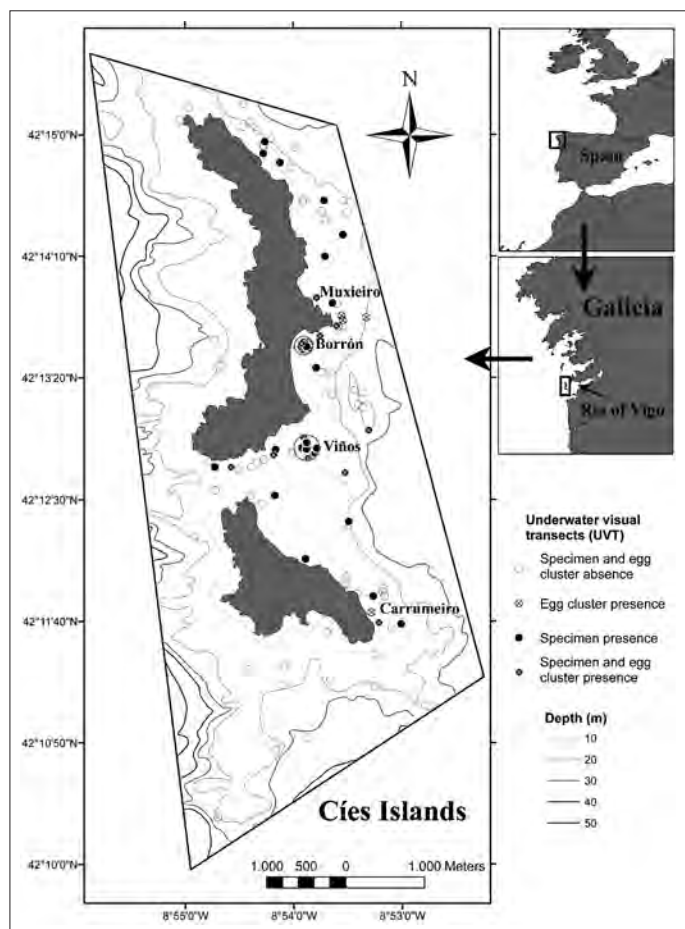 N
42°15'0"N
42°14'10"N
42°13'20"N
42°12'30"N
42°11'40"N
42°10'50"N
42°10'0"N
Muxieiro
Borrón
Viños
Carrumeiro
Cíes Islands
1.000 500 0 1.000 Meters
8°55'0"W 8°54'0"W 8°53'0"W
Spain
Galicia
Ria of Vigo
Underwater visual
transects (UVT)
Specimen and egg
cluster absence
Egg cluster presence
Specimen presence
Specimen and egg
cluster presence
Depth (m)
10
20
30
40
50